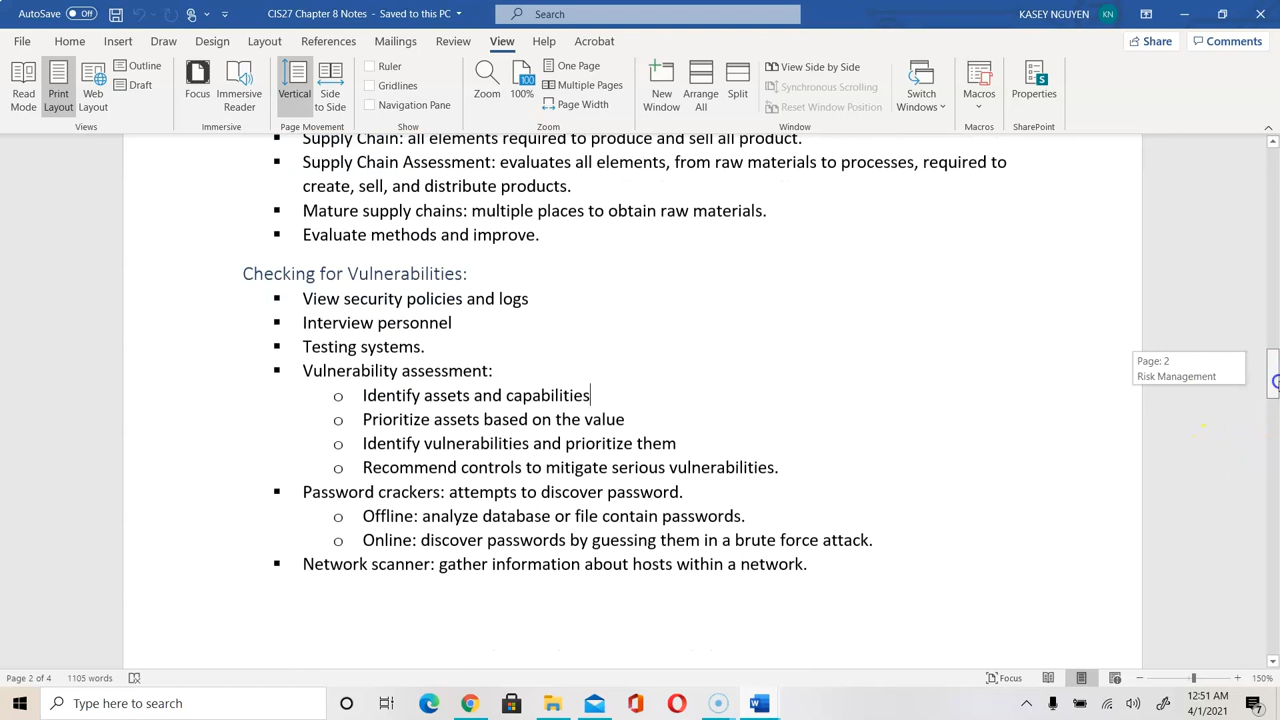 AutoSave Off CIS27 Chapter 8 Notes - Word Search KASEY NGUYEN KN
File Home Insert Draw Design Layout References Mailings Review View Help Acrobat Share Comments
Read Mode
Print Layout
Web Layout
Outline
Draft
Views
Focus
Immersive Reader
Immersive
Vertical
Side to Side
Page Movement
Ruler
Gridlines
Navigation Pane
Show
Zoom
100 100%
One Page
Multiple Pages
Page Width
Zoom
New Window
Arrange All
Split
View Side by Side
Synchronous Scrolling
Reset Window Position
Window
Switch Windows
Macros
Macros
Properties
SharePoint
Supply Chain: all elements required to produce and sell all product.
Supply Chain Assessment: evaluates all elements, from raw materials to processes, required to
create, sell, and distribute products.
Mature supply chains: multiple places to obtain raw materials.
Evaluate methods and improve.
Checking for Vulnerabilities:
View security policies and logs
Interview personnel
Testing systems.
Vulnerability assessment:
o Identify assets and capabilities
o Prioritize assets based on the value
o Identify vulnerabilities and prioritize them
o Recommend controls to mitigate serious vulnerabilities.
Password crackers: attempts to discover password.
o Offline: analyze database or file contain passwords.
o Online: discover passwords by guessing them in a brute force attack.
Network scanner: gather information about hosts within a network.
Page: 2
Risk Management
Page 2 of 4 1105 words Focus 150%
Type here to search
12:51 AM
4/1/2021
7